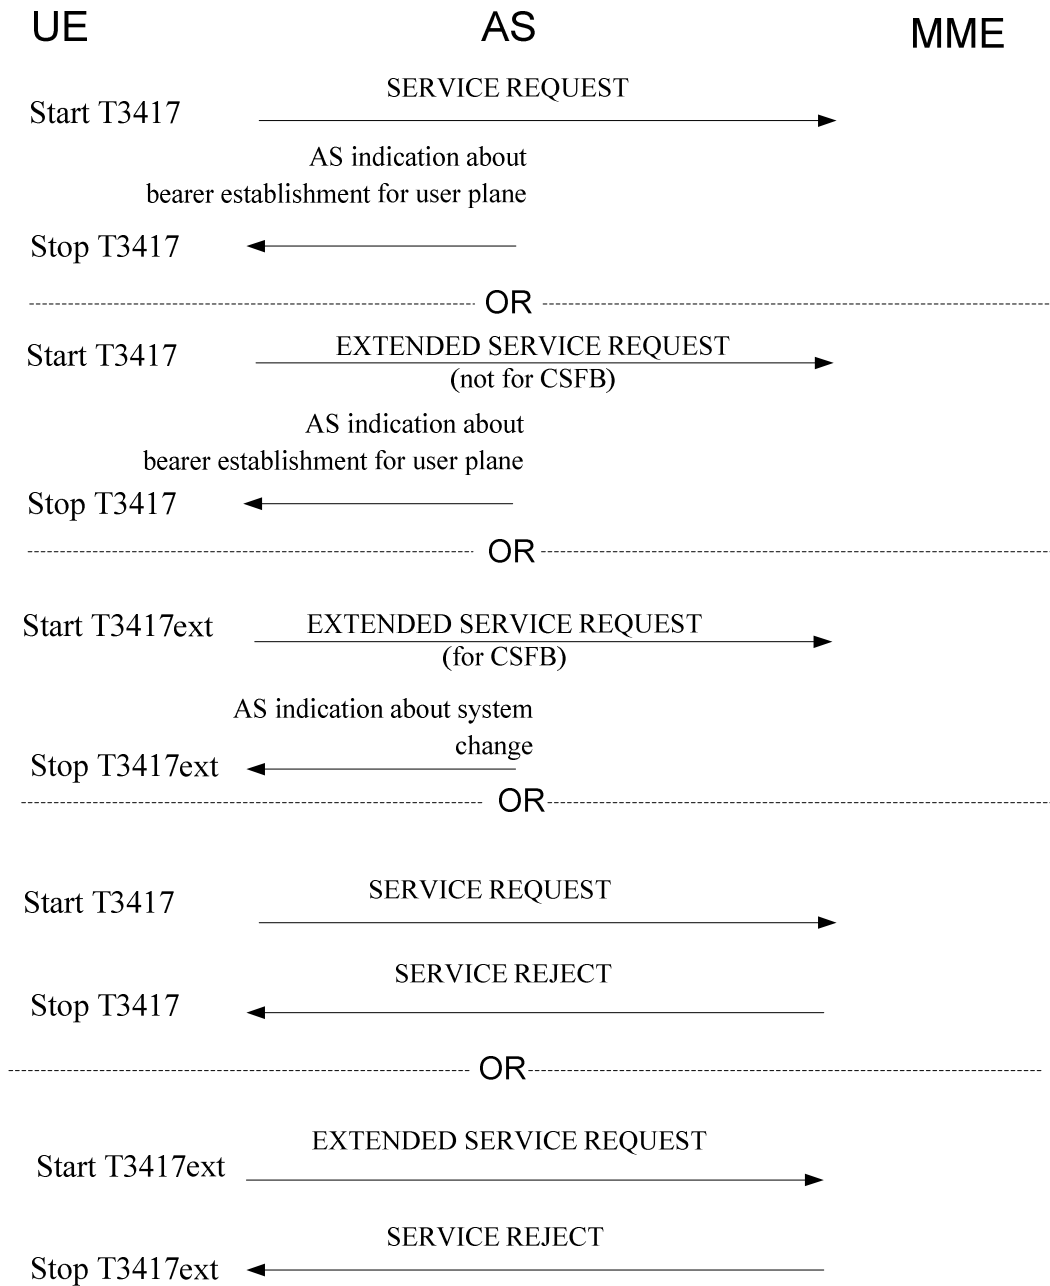 UE AS MME
SERVICE REQUEST
Start T3417
AS indication about
bearer establishment for user plane
Stop T3417
OR
Start T3417 EXTENDED SERVICE REQUEST
(not for CSFB)
AS indication about
bearer establishment for user plane
Stop T3417
OR
Start T3417ext EXTENDED SERVICE REQUEST
(for CSFB)
AS indication about system
change
Stop T3417ext
OR
SERVICE REQUEST
Start T3417
SERVICE REJECT
Stop T3417
OR
EXTENDED SERVICE REQUEST
Start T3417ext
SERVICE REJECT
Stop T3417ext